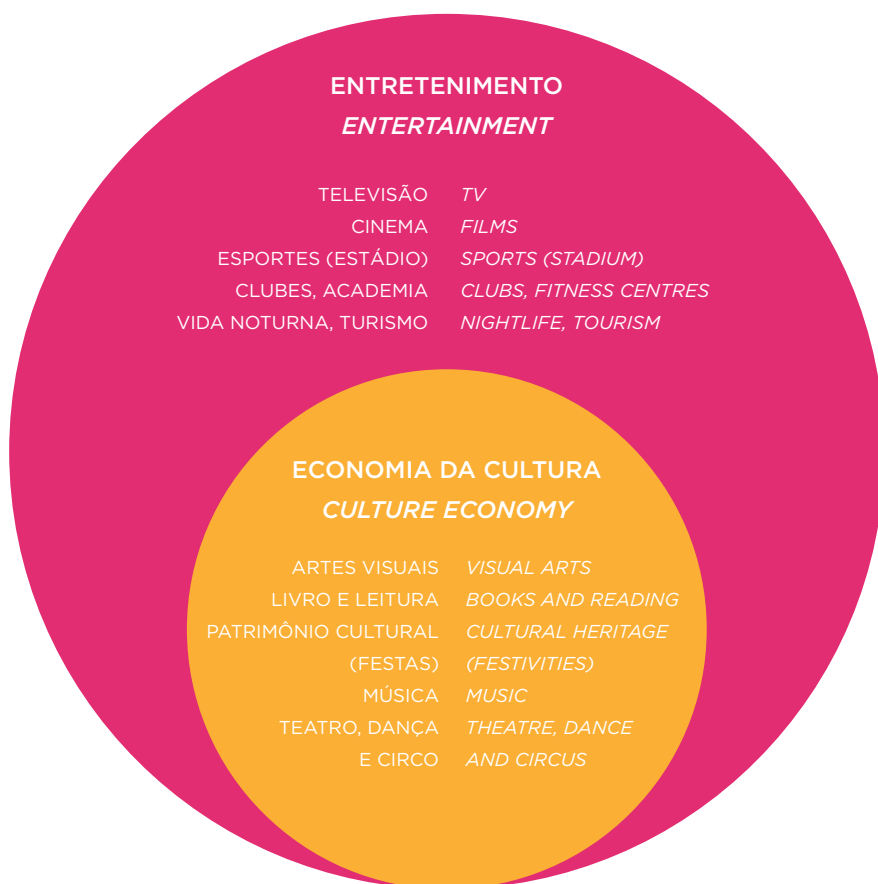 ENTRETENIMENTO
ENTERTAINMENT
TELEVISÃO TV
CINEMA FILMS
ESPORTES (ESTÁDIO) SPORTS (STADIUM)
CLUBES, ACADEMIA CLUBS, FITNESS CENTRES
VIDA NOTURNA, TURISMO NIGHTLIFE, TOURISM
ECONOMIA DA CULTURA
CULTURE ECONOMY
ARTES VISUAIS VISUAL ARTS
LIVRO E LEITURA BOOKS AND READING
PATRIMÔNIO CULTURAL CULTURAL HERITAGE
(FESTAS) (FESTIVITIES)
MÚSICA MUSIC
TEATRO, DANÇA THEATRE, DANCE
E CIRCO AND CIRCUS